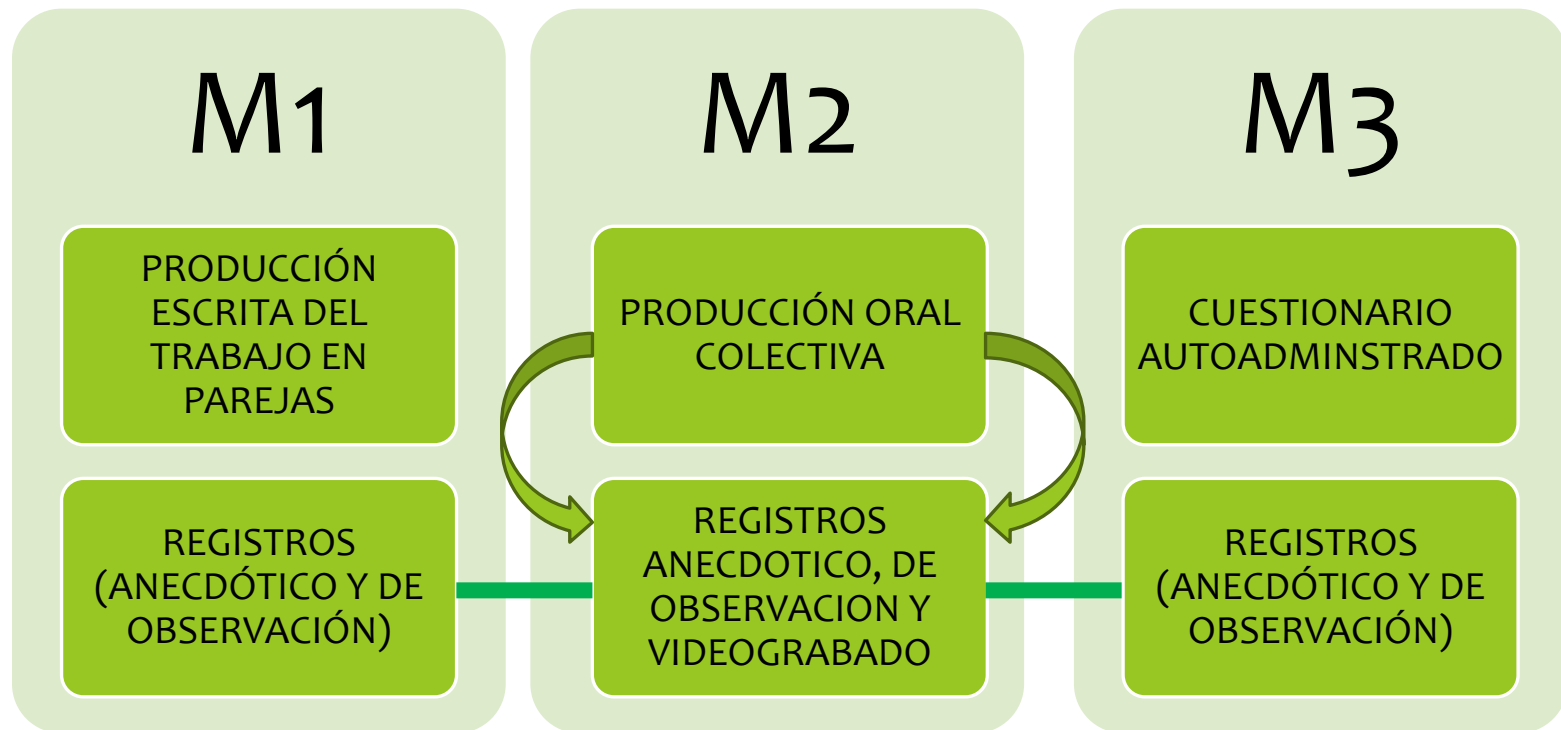 M1
PRODUCCIÓN
ESCRITA DEL
TRABAJO EN
PAREJAS
REGISTROS
(ANECDÓTICO Y DE
OBSERVACIÓN)
M2
PRODUCCIÓN ORAL
COLECTIVA
REGISTROS
ANECDOTICO, DE
OBSERVACION Y
VIDEOGRABADO
M3
CUESTIONARIO
AUTOADMINSTRADO
REGISTROS
(ANECDÓTICO Y DE
OBSERVACIÓN)